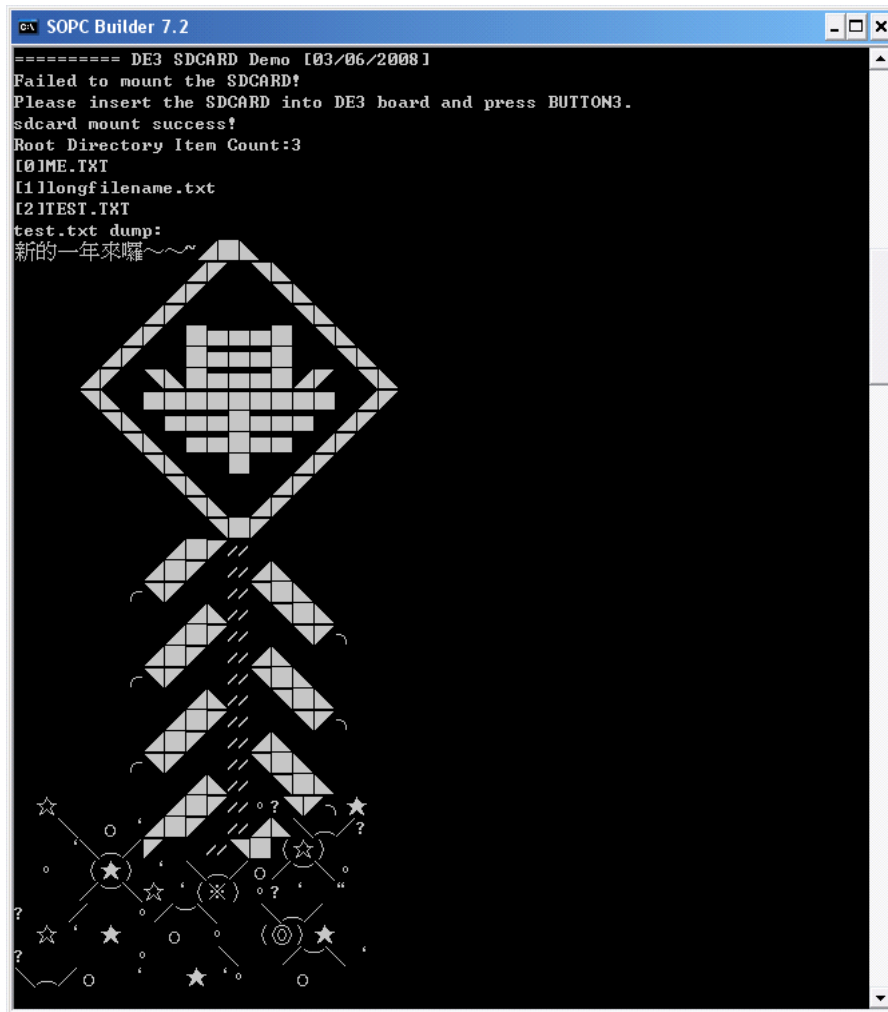 SOPC Builder 7.2
========== DE3 SDCARD Demo [03/06/2008]
Failed to mount the SDCARD!
Please insert the SDCARD into DE3 board and press BUTTON3.
sdcard mount success!
Root Directory Item Count:3
[0]ME.TXT
[1]longfilename.txt
[2]TEST.TXT
test.txt dump:
新的一年來囉～～~